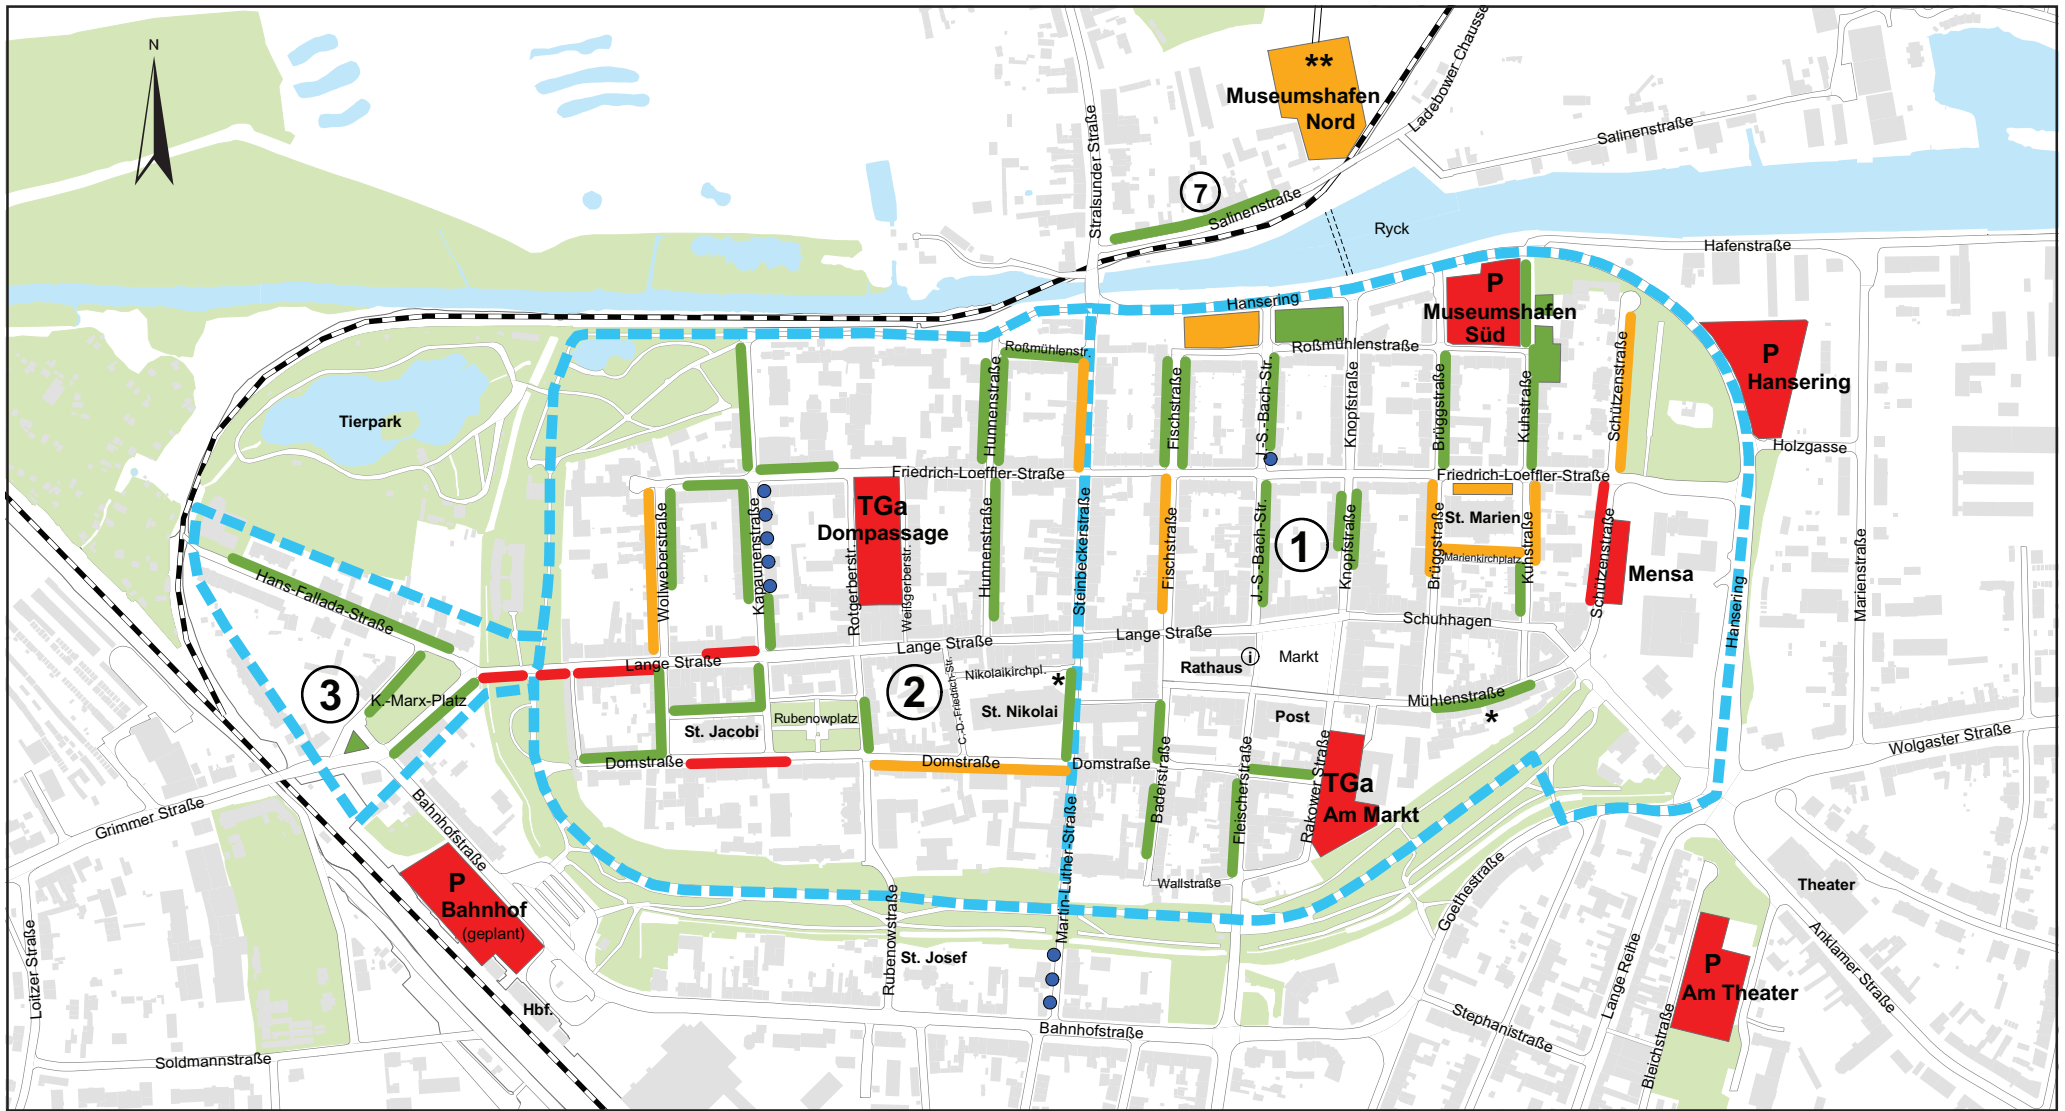 N
**
Museumshafen
Nord
Ladebower Chaussee
Salinenstraße
Stralsunder Straße
7
Salinenstraße
Ryck
Hafenstraße
Hansering
P
Museumshafen
Süd
P
Hansering
Holzgasse
Roßmühlenstr.
Roßmühlenstraße
Tierpark
Hunnenstraße
Fischstraße
J.-S.-Bach-Str.
Knopfstraße
Brüggstraße
Kuhstraße
Schützenstraße
Friedrich-Loeffler-Straße
Friedrich-Loeffler-Straße
TGa
Dompassage
Wollweberstraße
Kapaunenstraße
Rotgerberstr.
Weißgerberstr.
Hunnenstraße
Steinbeckerstraße
Fischstraße
J.-S. Bach-Str.
1
Knopfstraße
Brüggstraße
St. Marien
Marienkirchplatz
Kuhstraße
Schützenstraße
Mensa
Marienstraße
Hansering
Hans-Fallada-Straße
Lange Straße
Lange Straße
Lange Straße
Schuhhagen
Rathaus
i
Markt
3
K.-Marx-Platz
2
C.-D.-Friedrich-Str.
Nikolaikirchpl.
*
St. Nikolai
St. Jacobi
Rubenowplatz
Post
Mühlenstraße
*
Wolgaster Straße
Domstraße
Domstraße
Domstraße
Baderstraße
Fleischerstraße
Rakower Straße
TGa
Am Markt
Grimmer Straße
Bahnhofstraße
Martin-Luther-Straße
Wallstraße
Goethestraße
Theater
P
Bahnhof
(geplant)
Rubenowstraße
St. Josef
Loitzer Straße
Hbf.
Lange Reihe
P
Am Theater
Anklamer Straße
Bahnhofstraße
Stephanistraße
Bleichstraße
Soldmannstraße